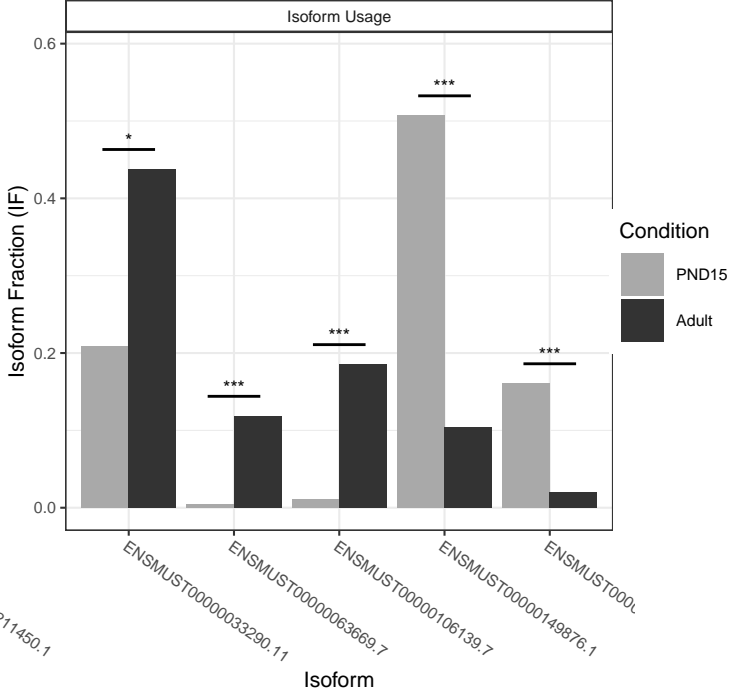 Isoform Usage
0.6
0.4
0.2
0.0
Isoform Fraction (IF)
*
***
***
***
***
Condition
PND15
Adult
ENSMUST00000033290.11
ENSMUST00000063669.7
ENSMUST00000106139.7
ENSMUST00000149876.1
211450.1
Isoform